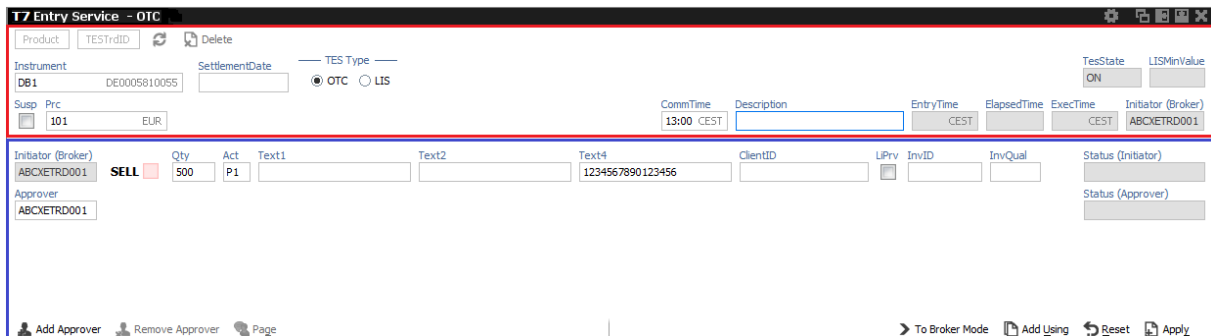 T7 Entry Service - OTC
Product TESTrdID Delete
Instrument SettlementDate TES Type TesState LISMinValue
DB1 DE0005810055 OTC LIS ON
Susp Prc CommTime Description EntryTime ElapsedTime ExecTime Initiator (Broker)
101 EUR 13:00 CEST CEST CEST ABCXETRD001
Initiator (Broker) Qty Act Text1 Text2 Text4 ClientID LiPrv InvID InvQual Status (Initiator)
ABCXETRD001 SELL 500 P1 1234567890123456
Approver Status (Approver)
ABCXETRD001
Add Approver Remove Approver Page To Broker Mode Add Using Reset Apply